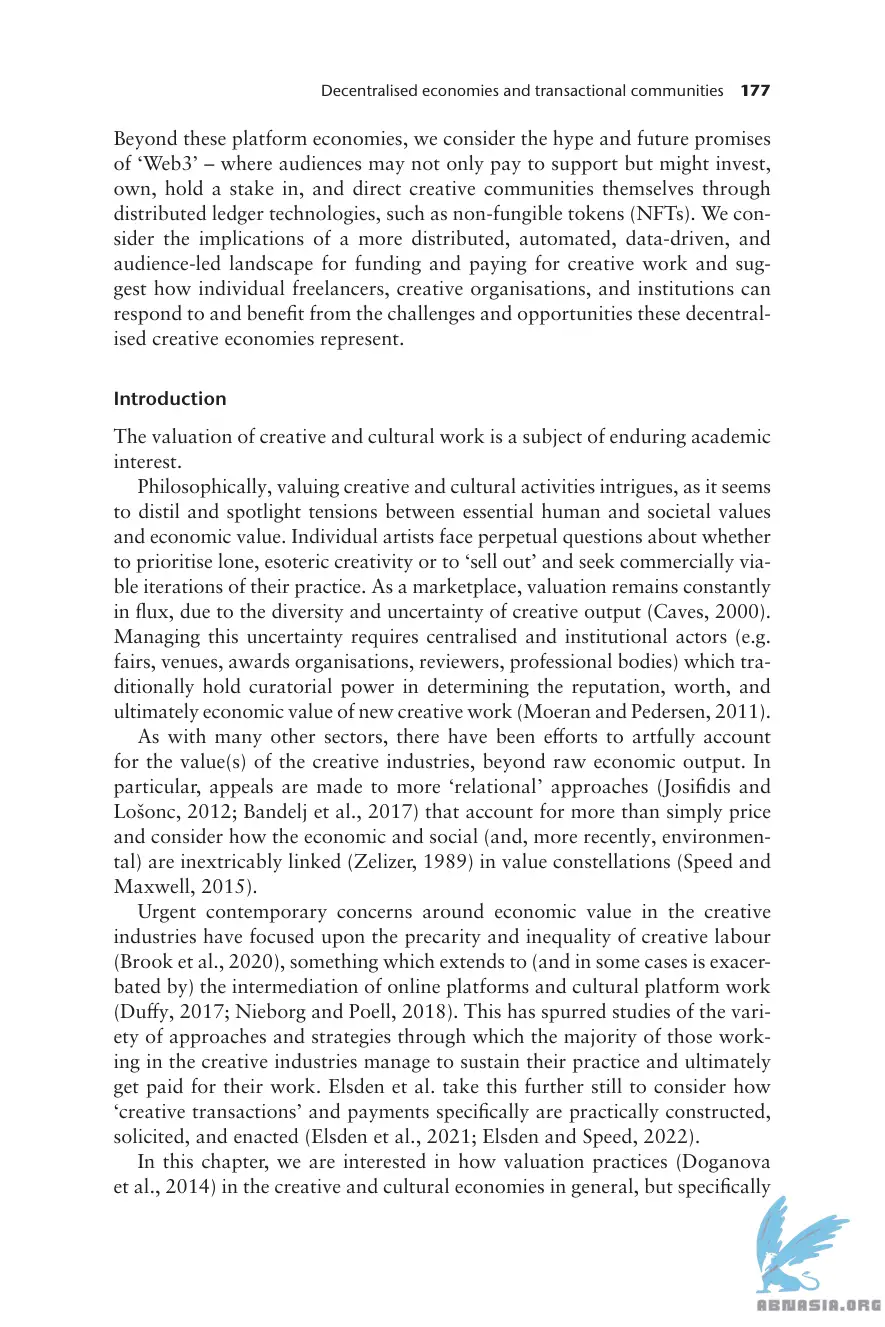 Decentralised economies and transactional communities 177
Beyond these platform economies, we consider the hype and future promises
of ‘Web3’ – where audiences may not only pay to support but might invest,
own, hold a stake in, and direct creative communities themselves through
distributed ledger technologies, such as non-fungible tokens (NFTs). We con-
sider the implications of a more distributed, automated, data-driven, and
audience-led landscape for funding and paying for creative work and sug-
gest how individual freelancers, creative organisations, and institutions can
respond to and benefit from the challenges and opportunities these decentral-
ised creative economies represent.
Introduction
The valuation of creative and cultural work is a subject of enduring academic
interest.
Philosophically, valuing creative and cultural activities intrigues, as it seems
to distil and spotlight tensions between essential human and societal values
and economic value. Individual artists face perpetual questions about whether
to prioritise lone, esoteric creativity or to ‘sell out’ and seek commercially via-
ble iterations of their practice. As a marketplace, valuation remains constantly
in flux, due to the diversity and uncertainty of creative output (Caves, 2000).
Managing this uncertainty requires centralised and institutional actors (e.g.
fairs, venues, awards organisations, reviewers, professional bodies) which tra-
ditionally hold curatorial power in determining the reputation, worth, and
ultimately economic value of new creative work (Moeran and Pedersen, 2011).
As with many other sectors, there have been efforts to artfully account
for the value(s) of the creative industries, beyond raw economic output. In
particular, appeals are made to more ‘relational’ approaches (Josifidis and
Lošonc, 2012; Bandelj et al., 2017) that account for more than simply price
and consider how the economic and social (and, more recently, environmen-
tal) are inextricably linked (Zelizer, 1989) in value constellations (Speed and
Maxwell, 2015).
Urgent contemporary concerns around economic value in the creative
industries have focused upon the precarity and inequality of creative labour
(Brook et al., 2020), something which extends to (and in some cases is exacer-
bated by) the intermediation of online platforms and cultural platform work
(Duffy, 2017; Nieborg and Poell, 2018). This has spurred studies of the vari-
ety of approaches and strategies through which the majority of those work-
ing in the creative industries manage to sustain their practice and ultimately
get paid for their work. Elsden et al. take this further still to consider how
‘creative transactions’ and payments specifically are practically constructed,
solicited, and enacted (Elsden et al., 2021; Elsden and Speed, 2022).
In this chapter, we are interested in how valuation practices (Doganova
et al., 2014) in the creative and cultural economies in general, but specifically
ABNASIA.ORG